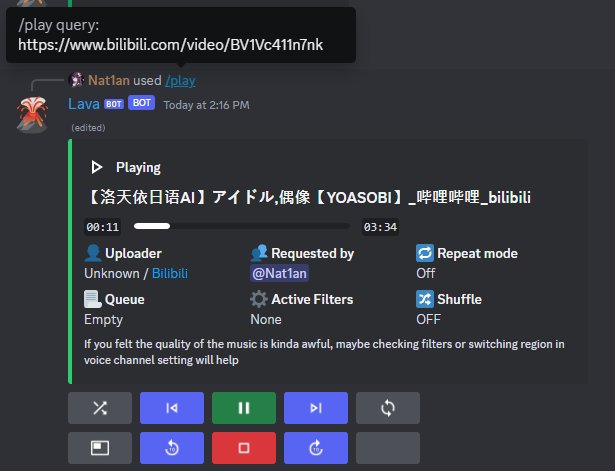 /play query:
https://www.bilibili.com/video/BV1Vc411n7nk
Nat1an used /play
Lava BOT BOT Today at 2:16 PM
(edited)
Playing
【洛天依日语AI】アイドル,偶像【YOASOBI】_哔哩哔哩_bilibili
00:11 03:34
Uploader Requested by Repeat mode
Unknown / Bilibili @Nat1an Off
Queue Active Filters Shuffle
Empty None OFF
If you felt the quality of the music is kinda awful, maybe checking filters or switching region in
voice channel setting will help
10 10